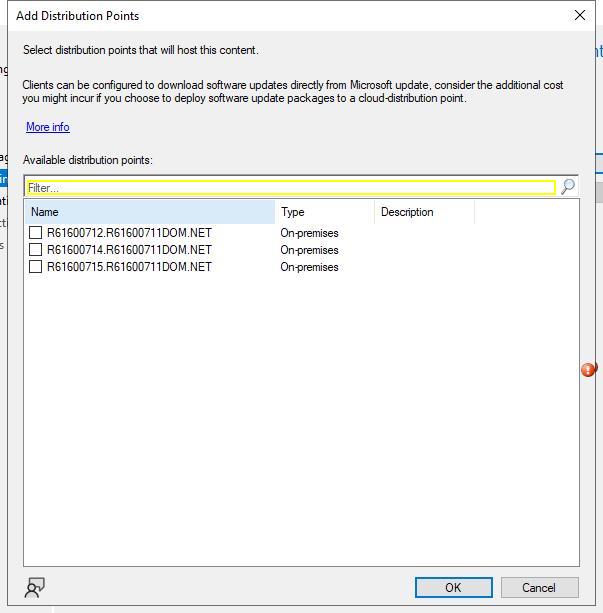 Add Distribution Points
Select distribution points that will host this content.
Clients can be configured to download software updates directly from Microsoft update, consider the additional cost
you might incur if you choose to deploy software update packages to a cloud-distribution point.
More info
Available distribution points:
Filter...
Name Type Description
R61600712.R61600711DOM.NET On-premises
R61600714.R61600711DOM.NET On-premises
R61600715.R61600711DOM.NET On-premises
OK Cancel